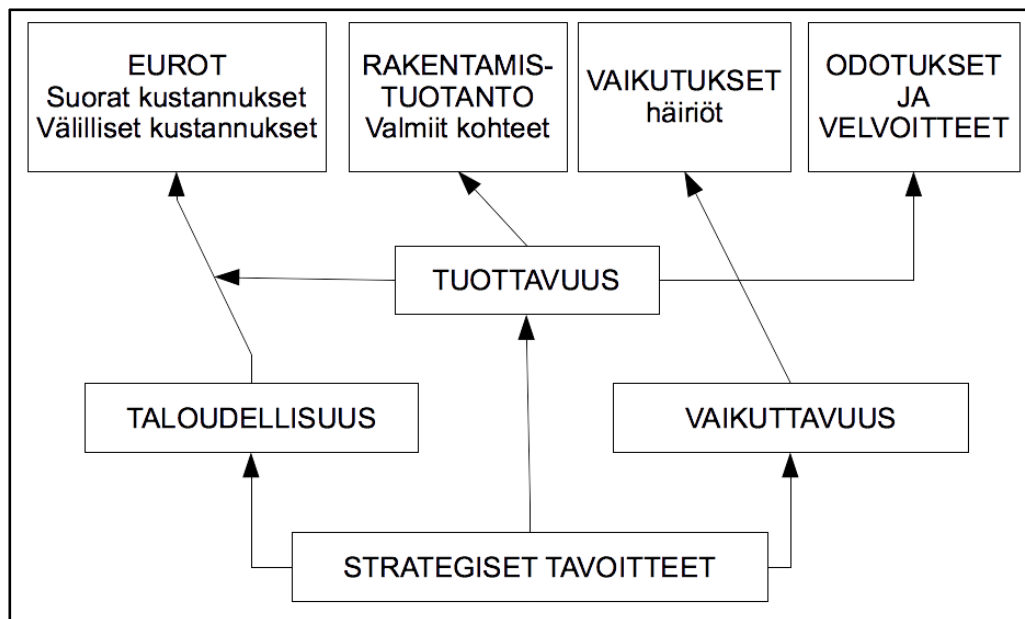 EUROT
Suorat kustannukset
Välilliset kustannukset
RAKENTAMIS-
TUOTANTO
Valmiit kohteet
VAIKUTUKSET
häiriöt
ODOTUKSET
JA
VELVOITTEET
TUOTTAVUUS
TALOUDELLISUUS
VAIKUTTAVUUS
STRATEGISET TAVOITTEET